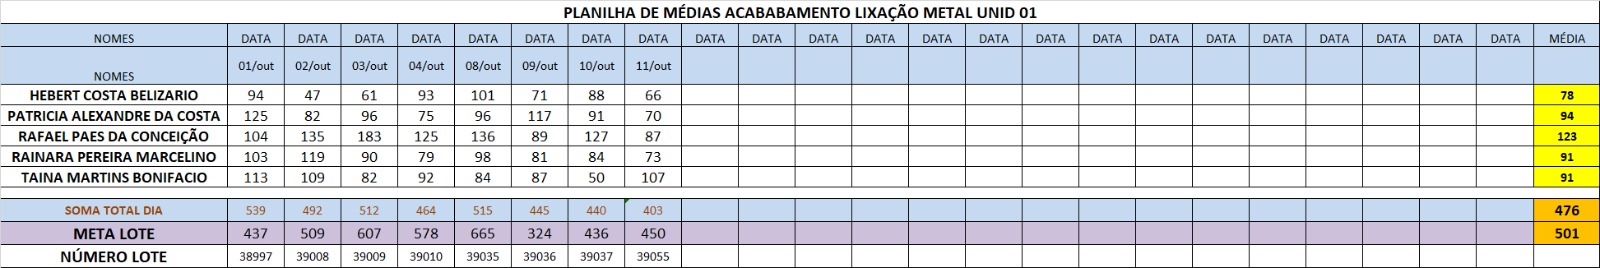 PLANILHA DE MÉDIAS ACABABAMENTO LIXAÇÃO METAL UNID 01
NOMES DATA DATA DATA DATA DATA DATA DATA DATA DATA DATA DATA DATA DATA DATA DATA DATA DATA DATA DATA DATA DATA DATA DATA MÉDIA
NOMES 01/out 02/out 03/out 04/out 08/out 09/out 10/out 11/out
HEBERT COSTA BELIZARIO 94 47 61 93 101 71 88 66 78
PATRICIA ALEXANDRE DA COSTA 125 82 96 75 96 117 91 70 94
RAFAEL PAES DA CONCEIÇÃO 104 135 183 125 136 89 127 87 123
RAINARA PEREIRA MARCELINO 103 119 90 79 98 81 84 73 91
TAINA MARTINS BONIFACIO 113 109 82 92 84 87 50 107 91
SOMA TOTAL DIA 539 492 512 464 515 445 440 403 476
META LOTE 437 509 607 578 665 324 436 450 501
NÚMERO LOTE 38997 39008 39009 39010 39035 39036 39037 39055